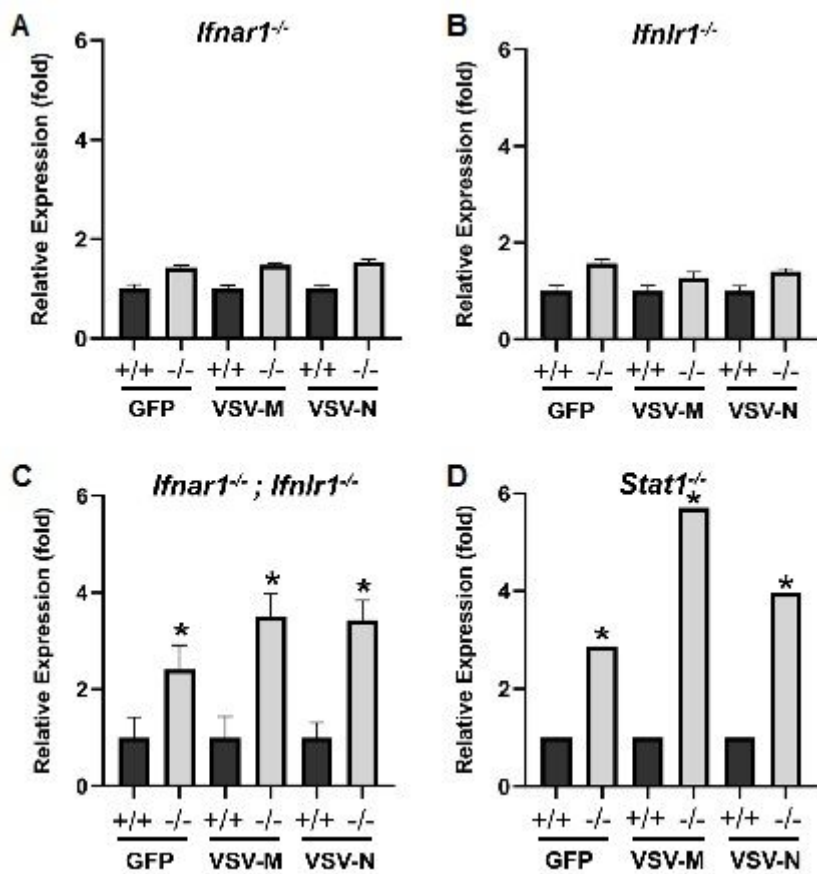 A
Ifnar1-/-
Relative Expression (fold)
6
4
2
0
+/+ -/- +/+ -/- +/+ -/-
GFP VSV-M VSV-N
B
Ifnlr1-/-
Relative Expression (fold)
6
4
2
0
+/+ -/- +/+ -/- +/+ -/-
GFP VSV-M VSV-N
C
Ifnar1-/- ; Ifnlr1-/-
Relative Expression (fold)
6
4
2
0
* * *
+/+ -/- +/+ -/- +/+ -/-
GFP VSV-M VSV-N
D
Stat1-/-
Relative Expression (fold)
6
4
2
0
* * *
+/+ -/- +/+ -/- +/+ -/-
GFP VSV-M VSV-N